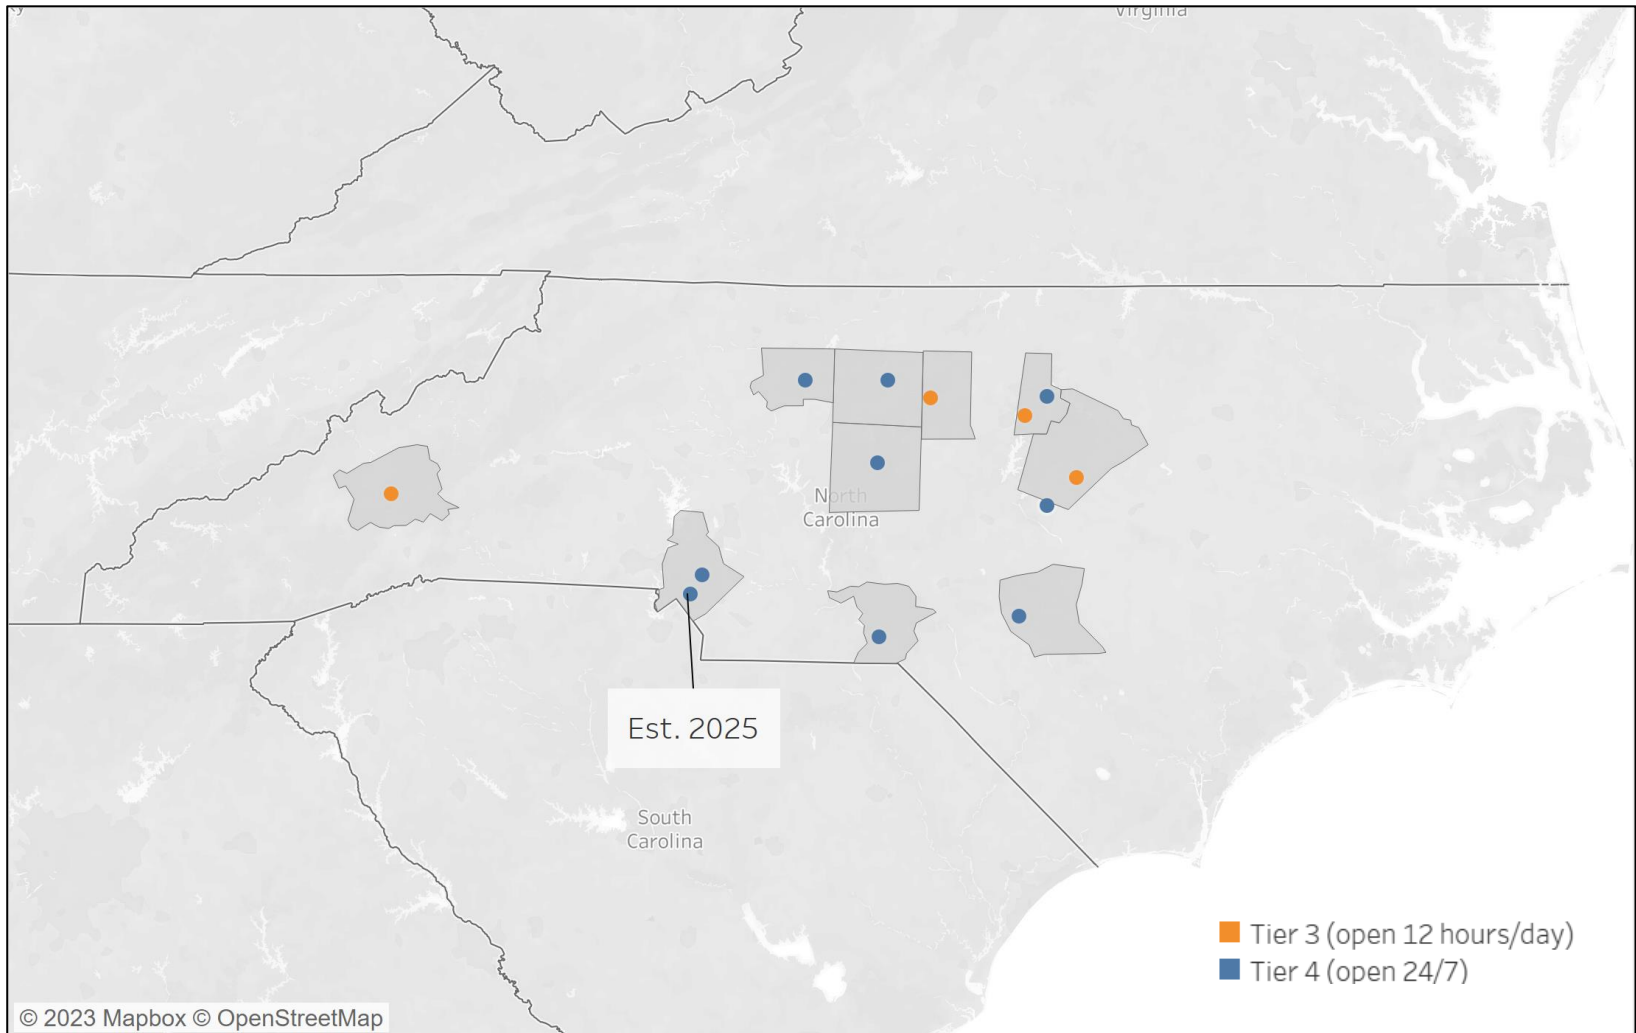 Virginia
North
Carolina
Est. 2025
South
Carolina
Tier 3 (open 12 hours/day)
Tier 4 (open 24/7)
© 2023 Mapbox © OpenStreetMap